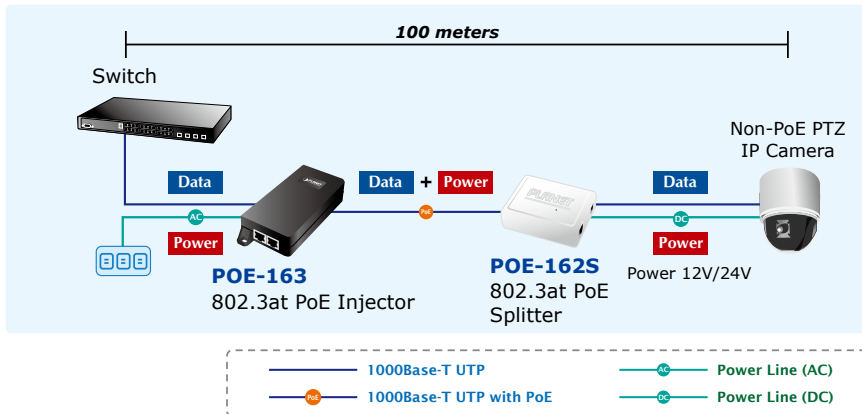 100 meters
Switch
Non-PoE PTZ
IP Camera
Data
Data + Power
Data
PLANET
PLANET
AC
PoE
DC
Power
Power
POE-163
802.3at PoE Injector
POE-162S
802.3at PoE
Splitter
Power 12V/24V
1000Base-T UTP
AC
Power Line (AC)
PoE
1000Base-T UTP with PoE
DC
Power Line (DC)